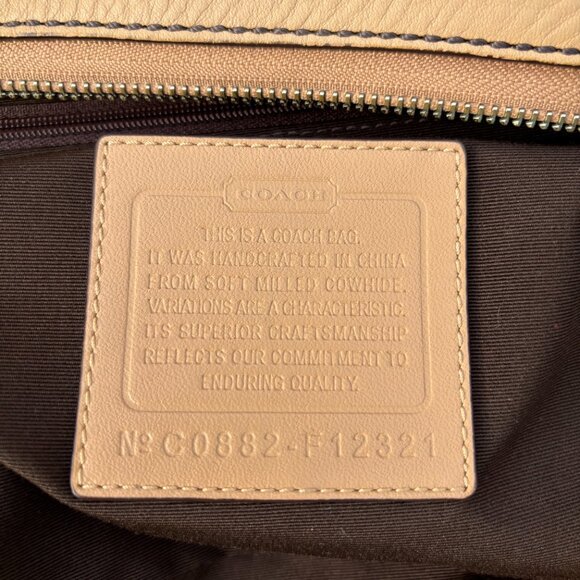 COACH
THIS IS A COACH BAG.
IT WAS HANDCRAFTED IN CHINA
FROM SOFT MILLED COWHIDE.
VARIATIONS ARE A CHARACTERISTIC.
ITS SUPERIOR CRAFTSMANSHIP
REFLECTS OUR COMMITMENT TO
ENDURING QUALITY.
Nº C0882-F12321